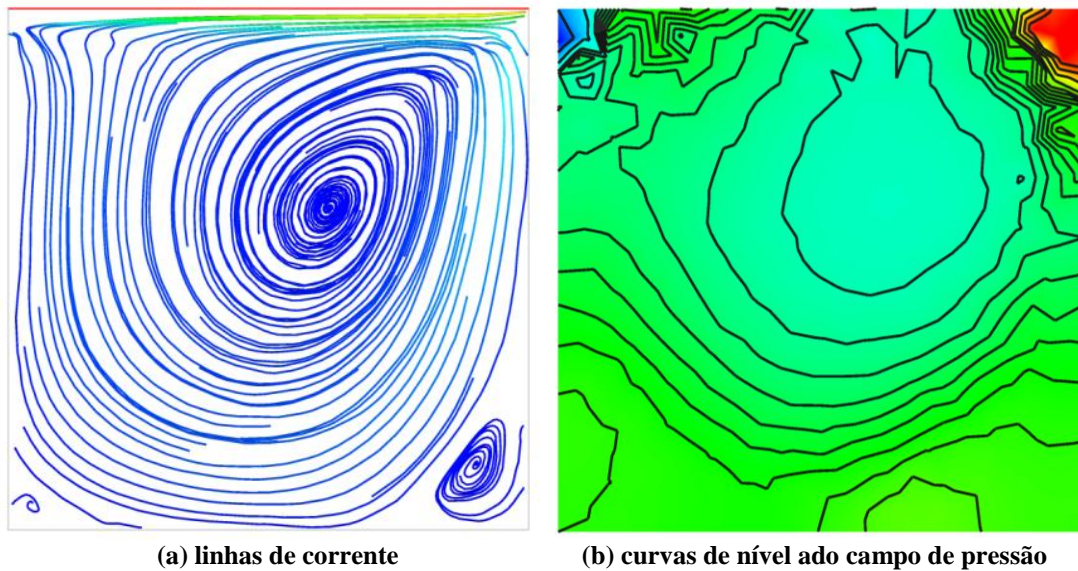 (a) linhas de corrente
(b) curvas de nível ado campo de pressão